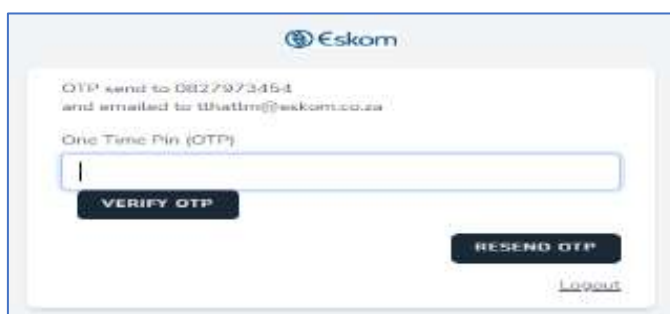 Eskom
OTP send to 0827973454
and emailed to tlhatlm@eskom.co.za
One Time Pin (OTP)
VERIFY OTP
RESEND OTP
Logout